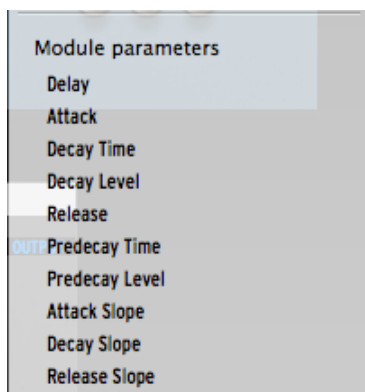 Module parameters
Delay
Attack
Decay Time
Decay Level
Release
Predecay Time
Predecay Level
Attack Slope
Decay Slope
Release Slope